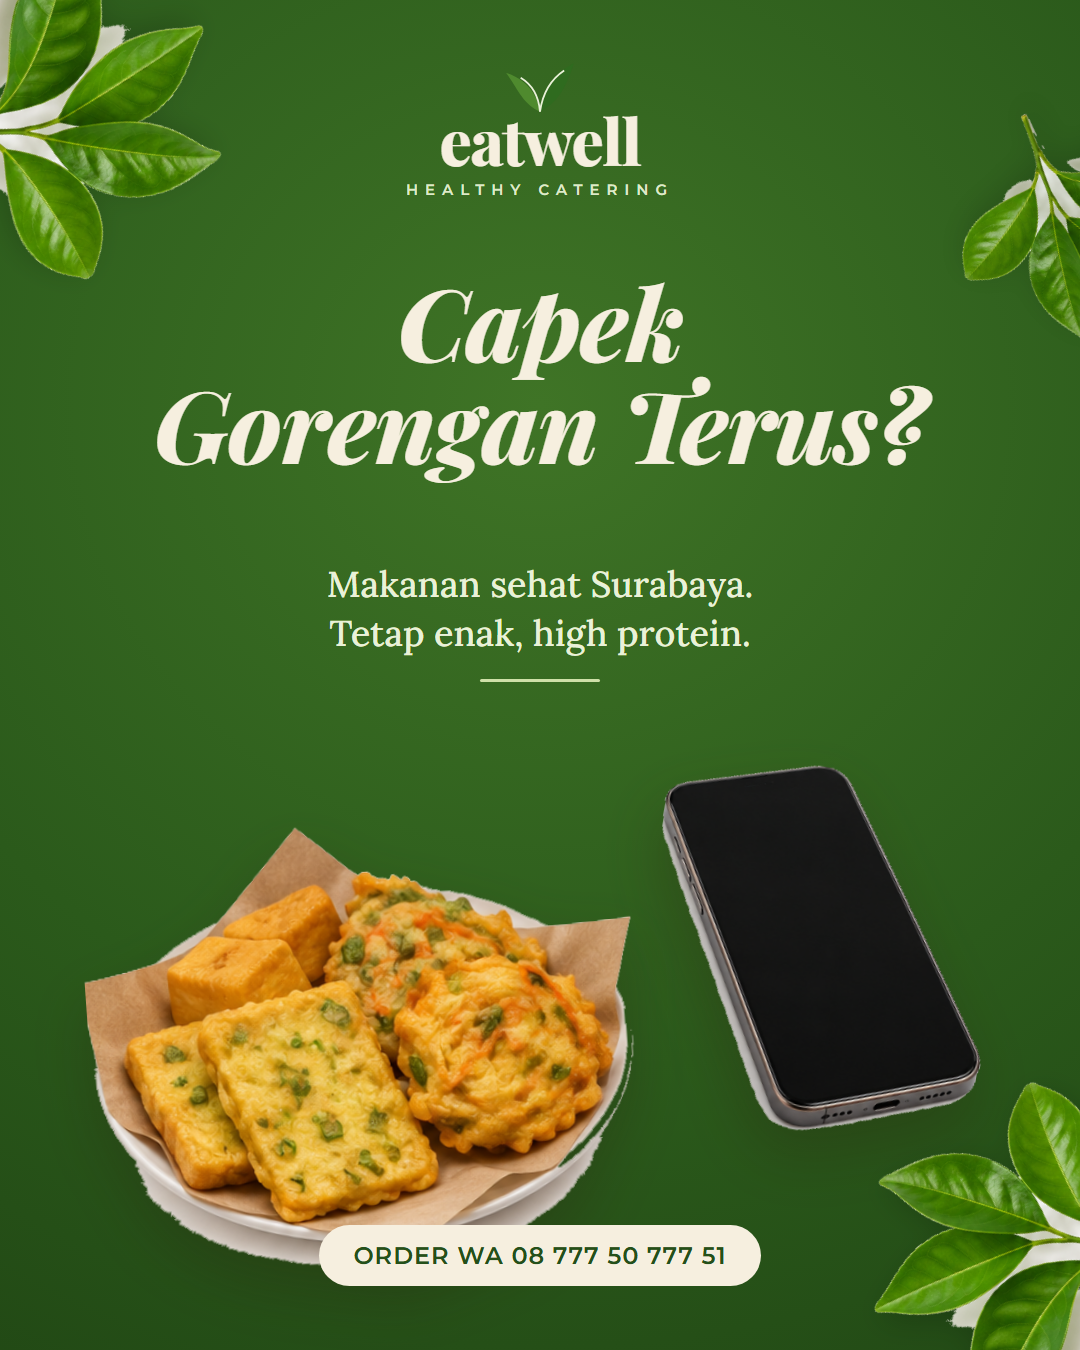 eatwell
HEALTHY CATERING
Capek
Gorengan Terus?
Makanan sehat Surabaya.
Tetap enak, high protein.
ORDER WA 08 777 50 777 51